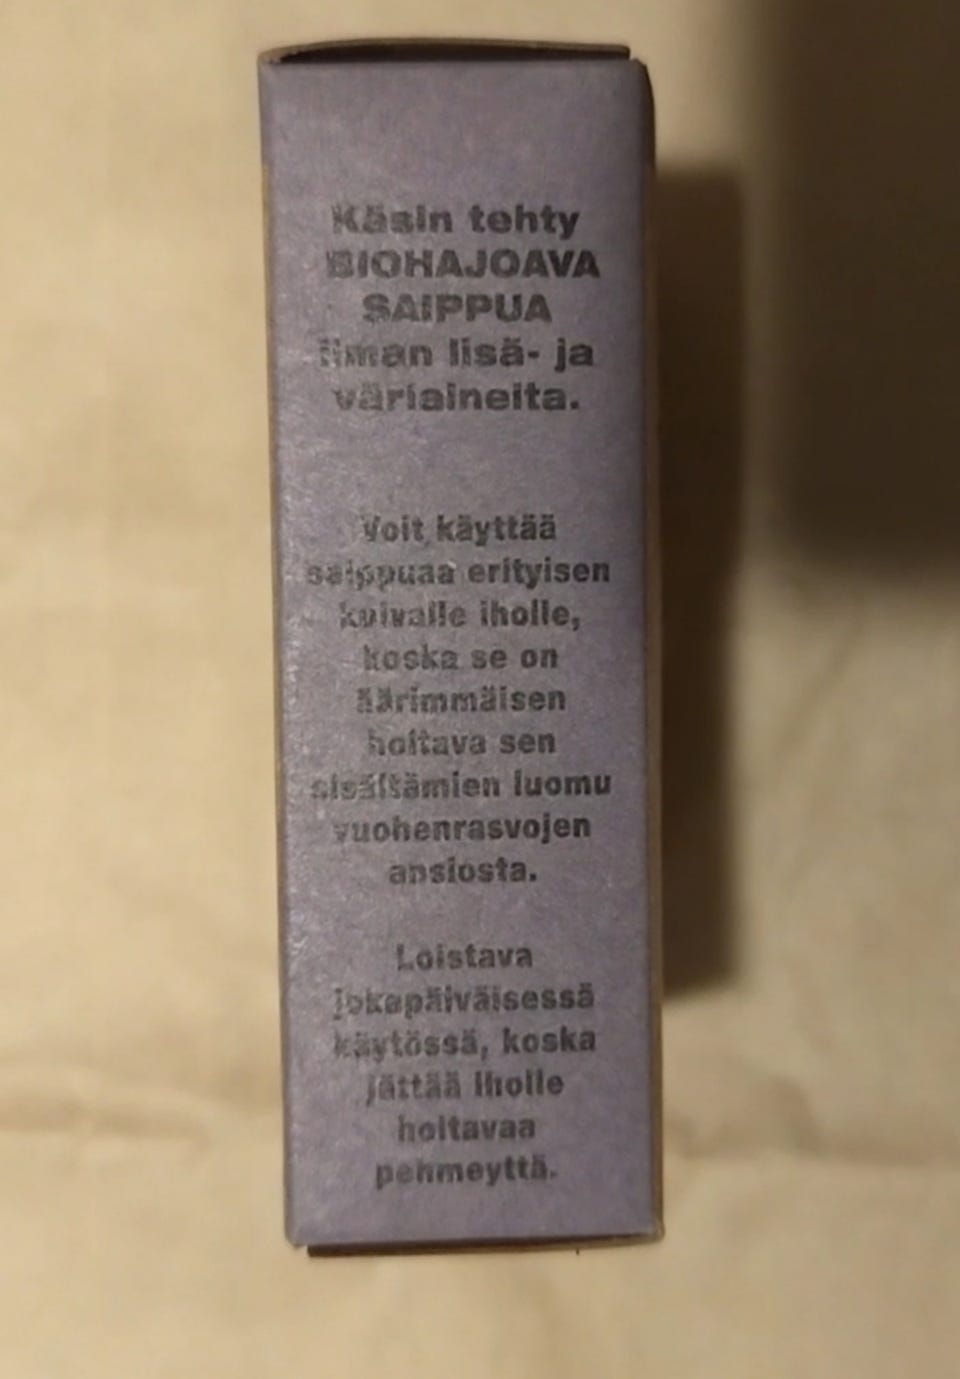 Käsin tehty
BIOHAJOAVA
SAIPPUA
ilman lisä- ja
väriaineita.
Voit käyttää
saippuaa erityisen
kuivalle iholle,
koska se on
äärimmäisen
hoitava sen
sisältämien luomu
vuohenrasvojen
ansiosta.
Loistava
jokapäiväisessä
käytössä, koska
jättää iholle
hoitavaa
pehmeyttä.